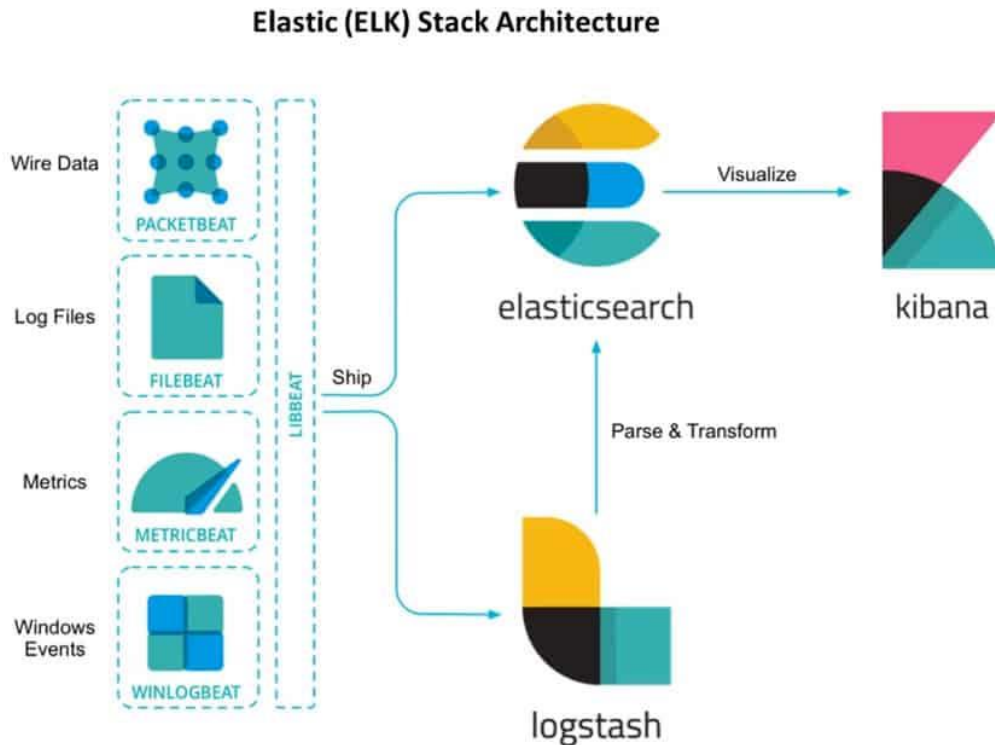 Elastic (ELK) Stack Architecture
Wire Data
PACKETBEAT
Log Files
FILEBEAT
Metrics
METRICBEAT
Windows
Events
WINLOGBEAT
LIBBEAT
Ship
elasticsearch
Visualize
kibana
Parse & Transform
logstash